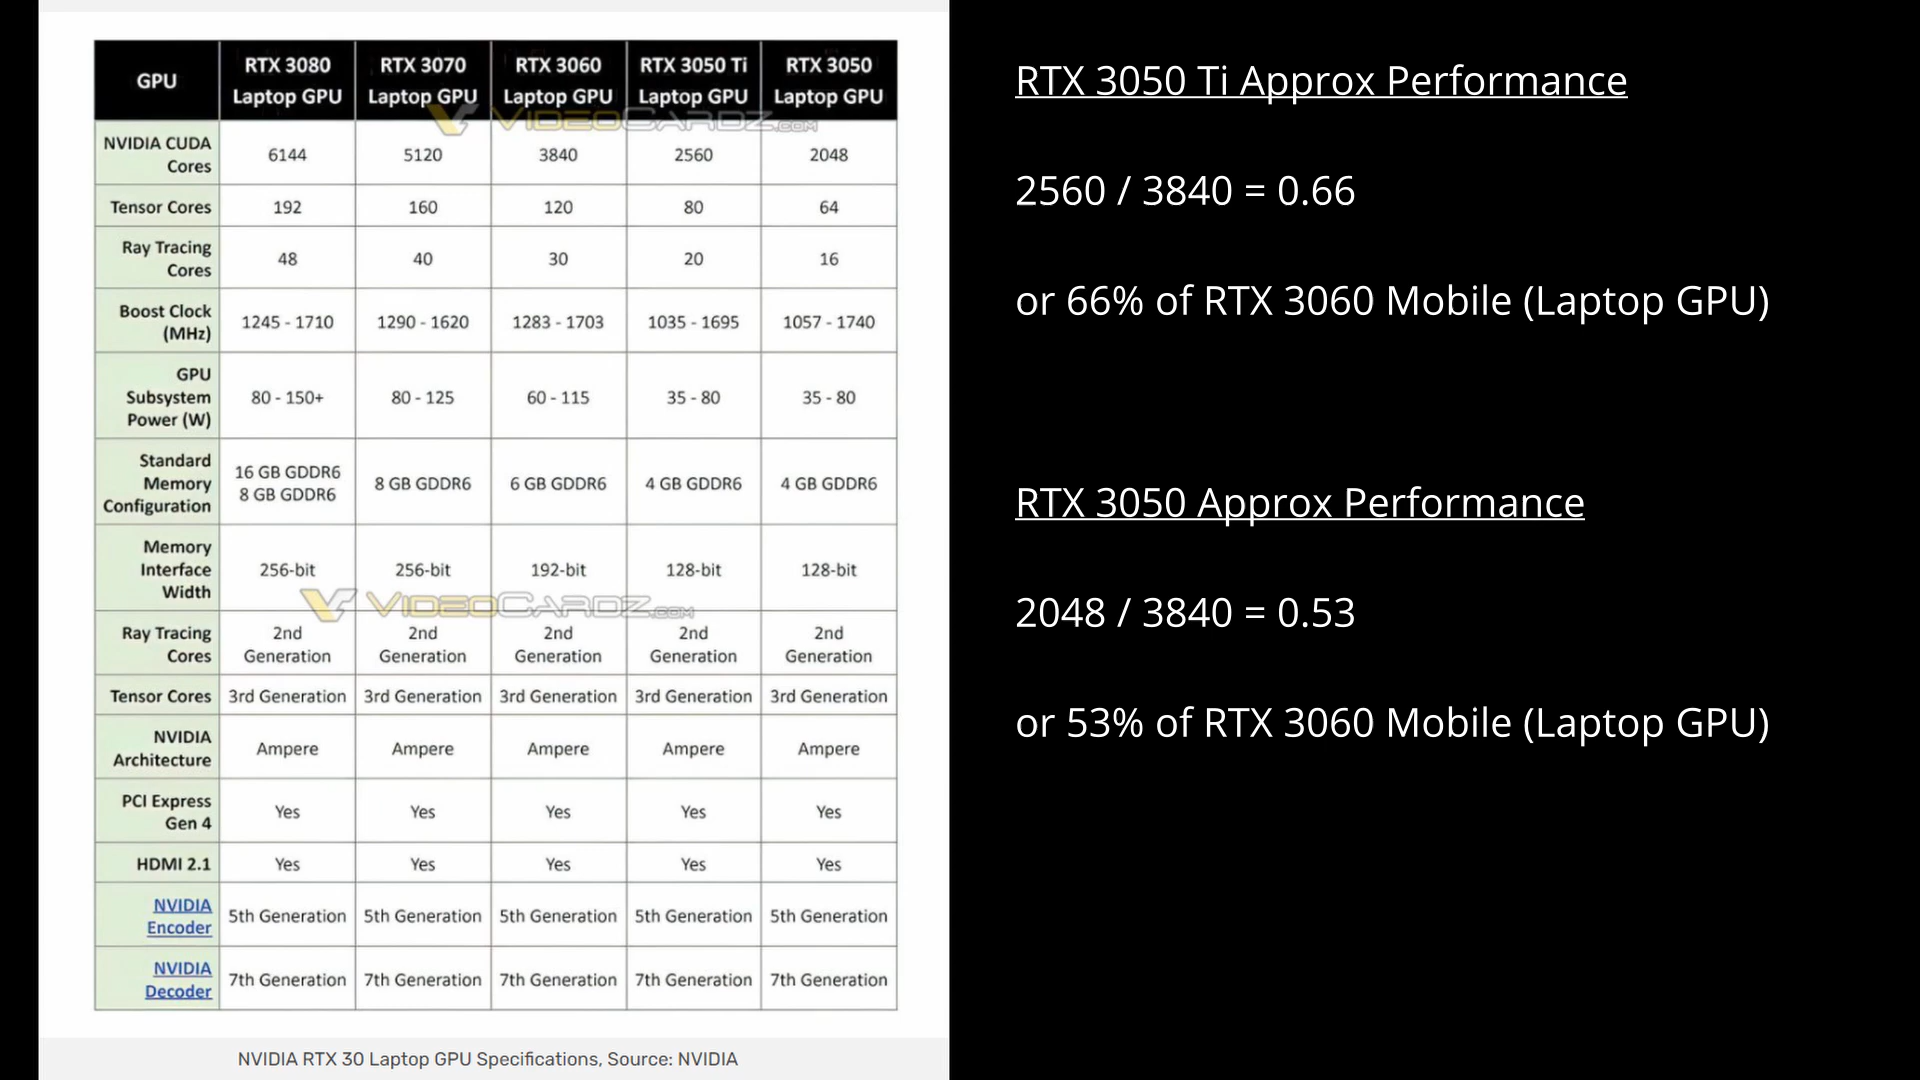 GPU
RTX 3080 Laptop GPU
RTX 3070 Laptop GPU
RTX 3060 Laptop GPU
RTX 3050 Ti Laptop GPU
RTX 3050 Laptop GPU
VIDEOCARDZ.COM
NVIDIA CUDA Cores 6144 5120 3840 2560 2048
Tensor Cores 192 160 120 80 64
Ray Tracing Cores 48 40 30 20 16
Boost Clock (MHz) 1245 - 1710 1290 - 1620 1283 - 1703 1035 - 1695 1057 - 1740
GPU Subsystem Power (W) 80 - 150+ 80 - 125 60 - 115 35 - 80 35 - 80
Standard Memory Configuration 16 GB GDDR6 8 GB GDDR6 8 GB GDDR6 6 GB GDDR6 4 GB GDDR6 4 GB GDDR6
Memory Interface Width 256-bit 256-bit 192-bit 128-bit 128-bit
VIDEOCARDZ.COM
Ray Tracing Cores 2nd Generation 2nd Generation 2nd Generation 2nd Generation 2nd Generation
Tensor Cores 3rd Generation 3rd Generation 3rd Generation 3rd Generation 3rd Generation
NVIDIA Architecture Ampere Ampere Ampere Ampere Ampere
PCI Express Gen 4 Yes Yes Yes Yes Yes
HDMI 2.1 Yes Yes Yes Yes Yes
NVIDIA Encoder 5th Generation 5th Generation 5th Generation 5th Generation 5th Generation
NVIDIA Decoder 7th Generation 7th Generation 7th Generation 7th Generation 7th Generation
NVIDIA RTX 30 Laptop GPU Specifications, Source: NVIDIA
RTX 3050 Ti Approx Performance
2560 / 3840 = 0.66
or 66% of RTX 3060 Mobile (Laptop GPU)
RTX 3050 Approx Performance
2048 / 3840 = 0.53
or 53% of RTX 3060 Mobile (Laptop GPU)